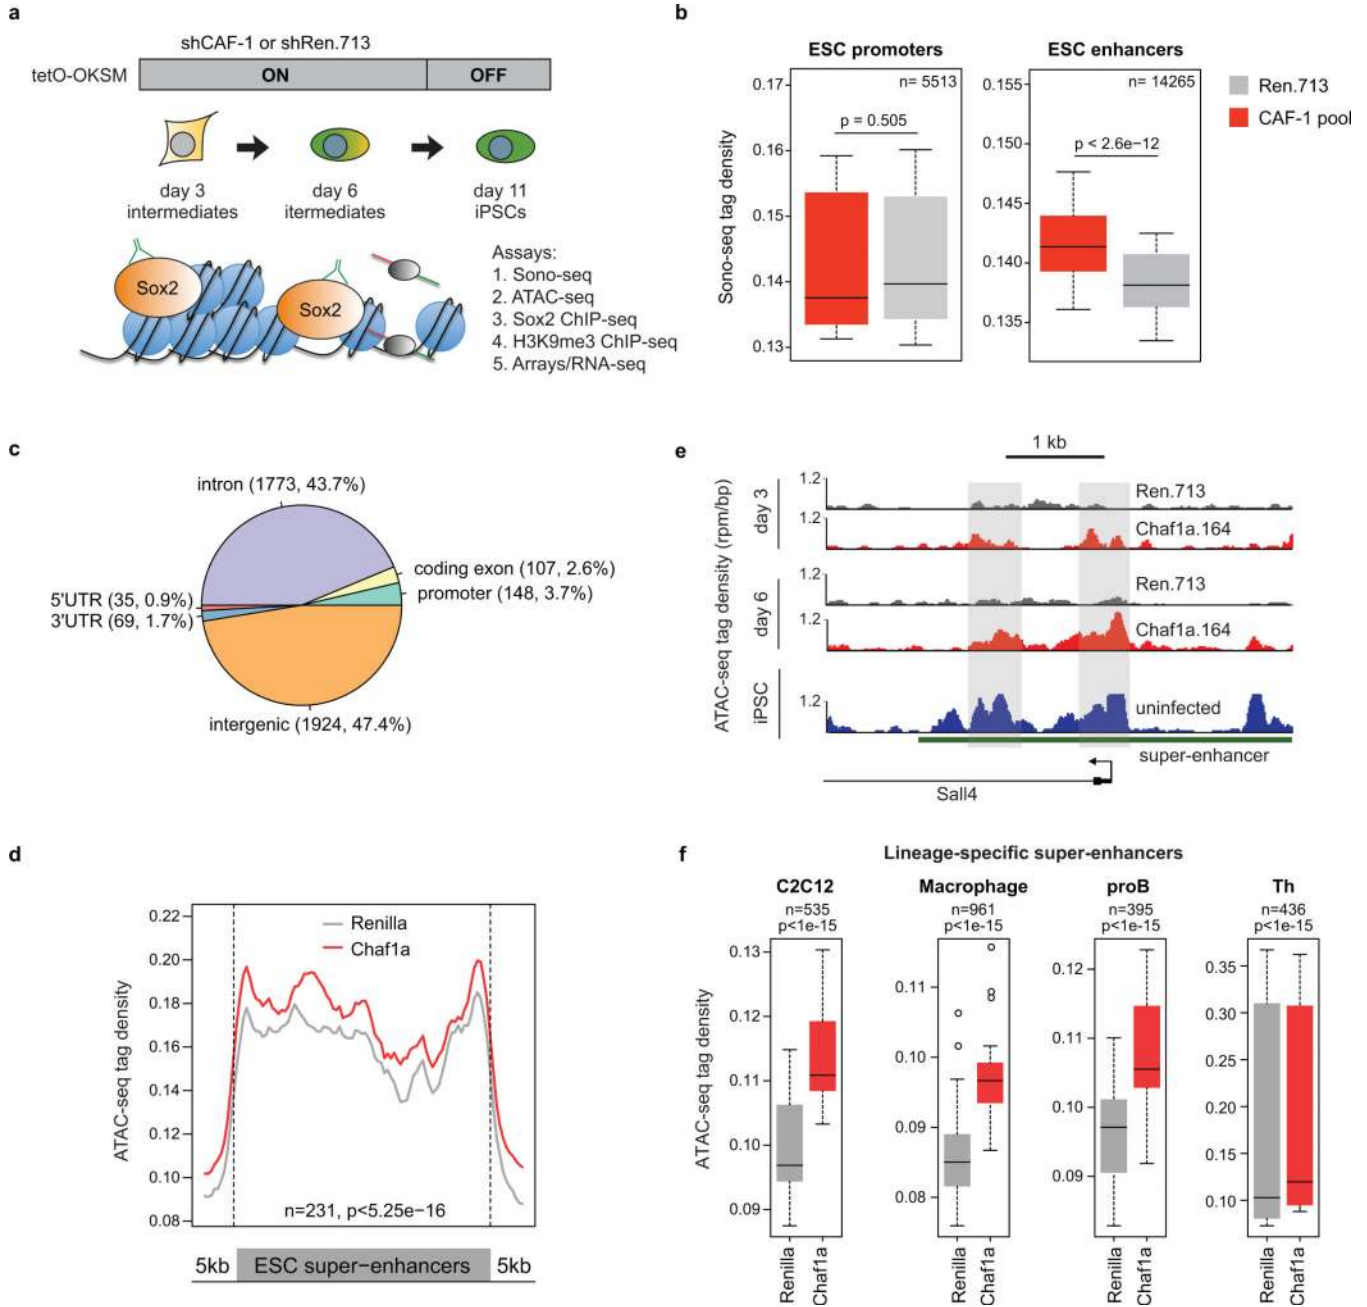 a
shCAF-1 or shRen.713
tetO-OKSM
ON
OFF
day 3
intermediates
day 6
itermediates
day 11
iPSCs
Sox2
Sox2
Assays:
1. Sono-seq
2. ATAC-seq
3. Sox2 ChIP-seq
4. H3K9me3 ChIP-seq
5. Arrays/RNA-seq
b
ESC promoters
ESC enhancers
Sono-seq tag density
0.17
0.16
0.15
0.14
0.13
n= 5513
p = 0.505
0.155
0.150
0.145
0.140
0.135
n= 14265
p < 2.6e-12
Ren.713
CAF-1 pool
c
intron (1773, 43.7%)
coding exon (107, 2.6%)
promoter (148, 3.7%)
5'UTR (35, 0.9%)
3'UTR (69, 1.7%)
intergenic (1924, 47.4%)
e
1 kb
ATAC-seq tag density (rpm/bp)
day 3
day 6
iPSC
1.2
Ren.713
1.2
Chaf1a.164
1.2
Ren.713
1.2
Chaf1a.164
1.2
uninfected
super-enhancer
Sall4
d
ATAC-seq tag density
0.22
0.20
0.18
0.16
0.14
0.12
0.10
0.08
Renilla
Chaf1a
n=231, p<5.25e−16
5kb
ESC super−enhancers
5kb
f
Lineage-specific super-enhancers
ATAC-seq tag density
C2C12
n=535
p<1e-15
0.13
0.12
0.11
0.10
0.09
Renilla
Chaf1a
Macrophage
n=961
p<1e-15
0.11
0.10
0.09
0.08
Renilla
Chaf1a
proB
n=395
p<1e-15
0.12
0.11
0.10
0.09
Renilla
Chaf1a
Th
n=436
p<1e-15
0.35
0.30
0.25
0.20
0.15
0.10
Renilla
Chaf1a